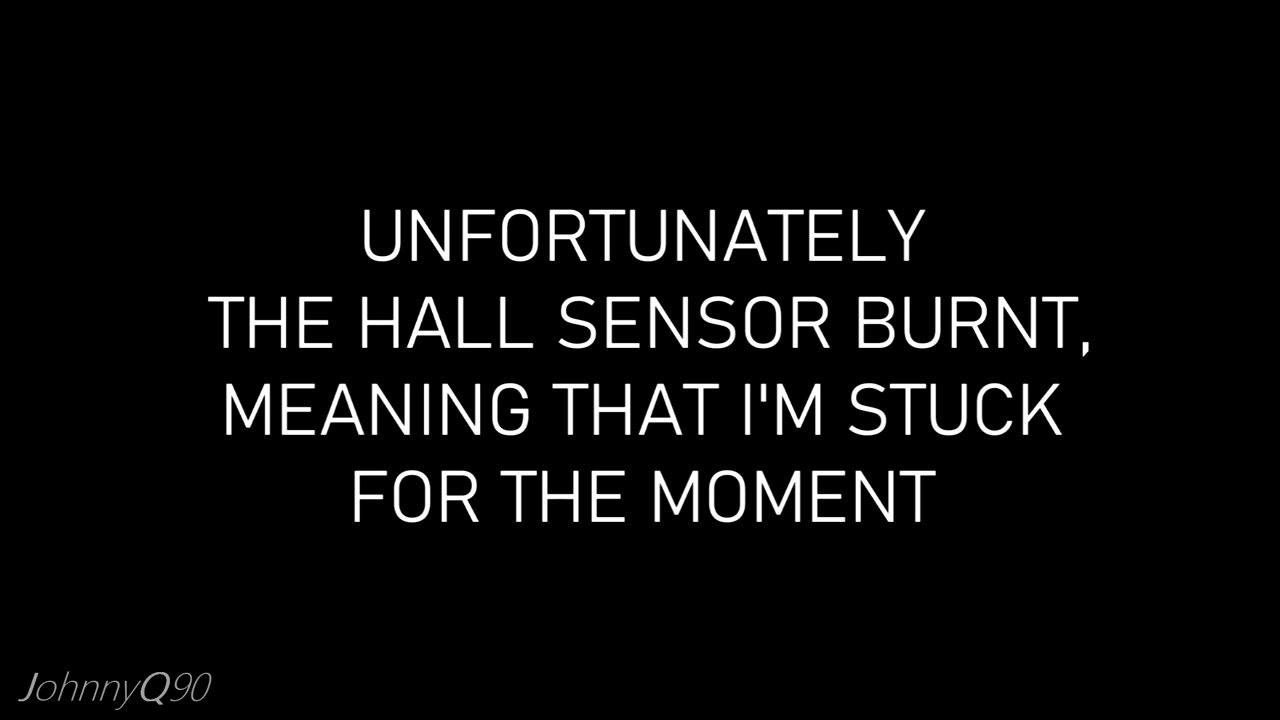 UNFORTUNATELY
THE HALL SENSOR BURNT,
MEANING THAT I'M STUCK
FOR THE MOMENT
JohnnyQ90